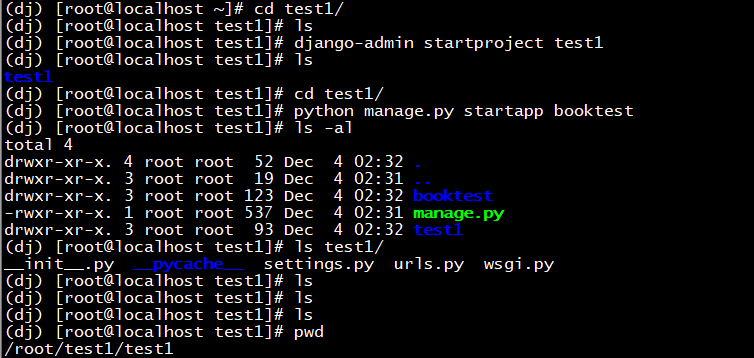 (dj) [root@localhost ~]# cd test1/
(dj) [root@localhost test1]# ls
(dj) [root@localhost test1]# django-admin startproject test1
(dj) [root@localhost test1]# ls
test1
(dj) [root@localhost test1]# cd test1/
(dj) [root@localhost test1]# python manage.py startapp booktest
(dj) [root@localhost test1]# ls -al
total 4
drwxr-xr-x. 4 root root  52 Dec  4 02:32 .
drwxr-xr-x. 3 root root  19 Dec  4 02:31 ..
drwxr-xr-x. 3 root root 123 Dec  4 02:32 booktest
-rwxr-xr-x. 1 root root 537 Dec  4 02:31 manage.py
drwxr-xr-x. 3 root root  93 Dec  4 02:32 test1
(dj) [root@localhost test1]# ls test1/
__init__.py  __pycache__  settings.py  urls.py  wsgi.py
(dj) [root@localhost test1]# ls
(dj) [root@localhost test1]# ls
(dj) [root@localhost test1]# ls
(dj) [root@localhost test1]# pwd
/root/test1/test1